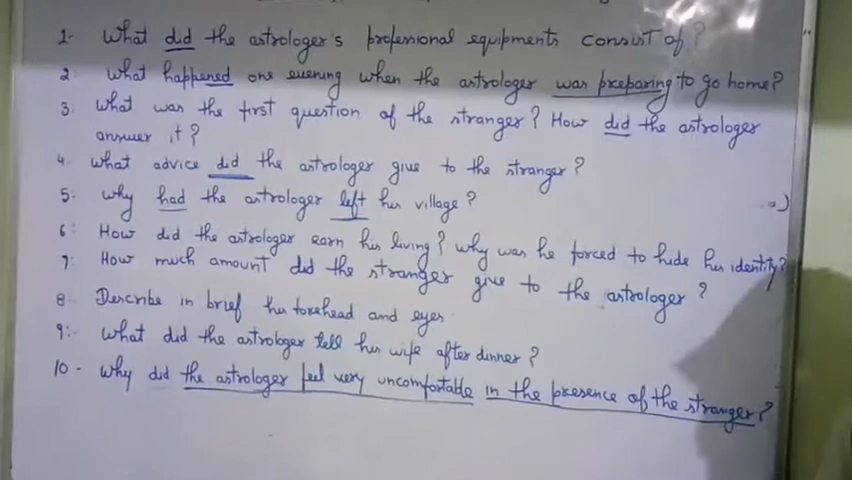 1- What did the astrologer's professional equipments consist of?
2- What happened one evening when the astrologer was preparing to go home?
3- What was the first question of the stranger? How did the astrologer
answer it?
4- What advice did the astrologer give to the stranger?
5- Why had the astrologer left his village?
6- How did the astrologer earn his living? Why was he forced to hide his identity?
7- How much amount did the stranger give to the astrologer?
8- Describe in brief his forehead and eyes
9- What did the astrologer tell his wife after dinner?
10- Why did the astrologer feel very uncomfortable in the presence of the stranger?